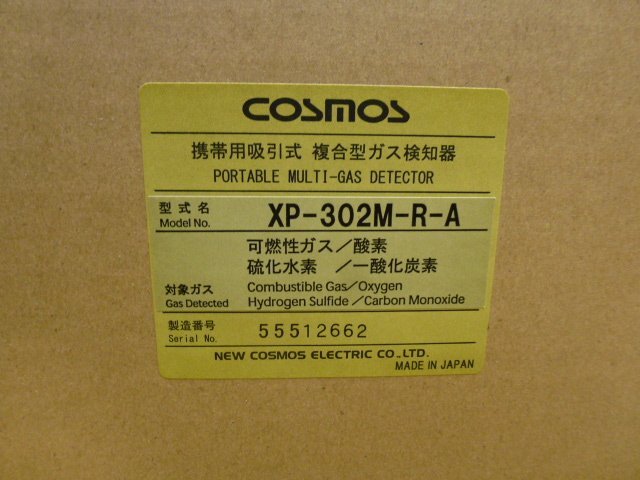 COSMOS
携帯用吸引式 複合型ガス検知器
PORTABLE MULTI-GAS DETECTOR
型式名 XP-302M-R-A
Model No.
可燃性ガス／酸素
硫化水素 ／一酸化炭素
対象ガス Combustible Gas／Oxygen
Gas Detected Hydrogen Sulfide／Carbon Monoxide
製造番号 55512662
Serial No.
NEW COSMOS ELECTRIC CO.,LTD.
MADE IN JAPAN